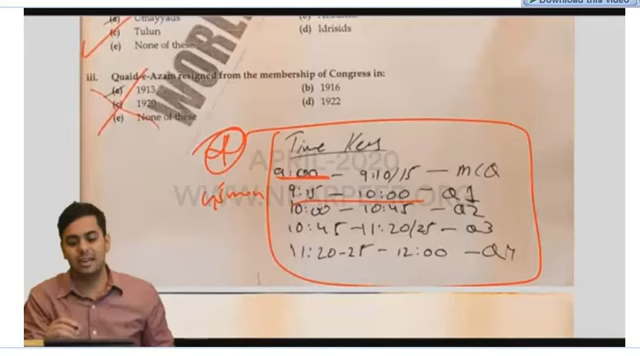 Download this video
(a) Umayyads
(c) Tulun
(d) Idrisids
(e) None of these
iii. Quaid-e-Azam resigned from the membership of Congress in:
(a) 1913
(b) 1916
(c) 1920
(d) 1922
(e) None of these
WORL
APRIL-2020
Time Keys
9:00 - 9:10/15 - MCQ
9:15 - 10:00 - Q1
10:00 - 10:45 - Q2
10:45 - 11:20/25 - Q3
11:20-25 - 12:00 - Q4